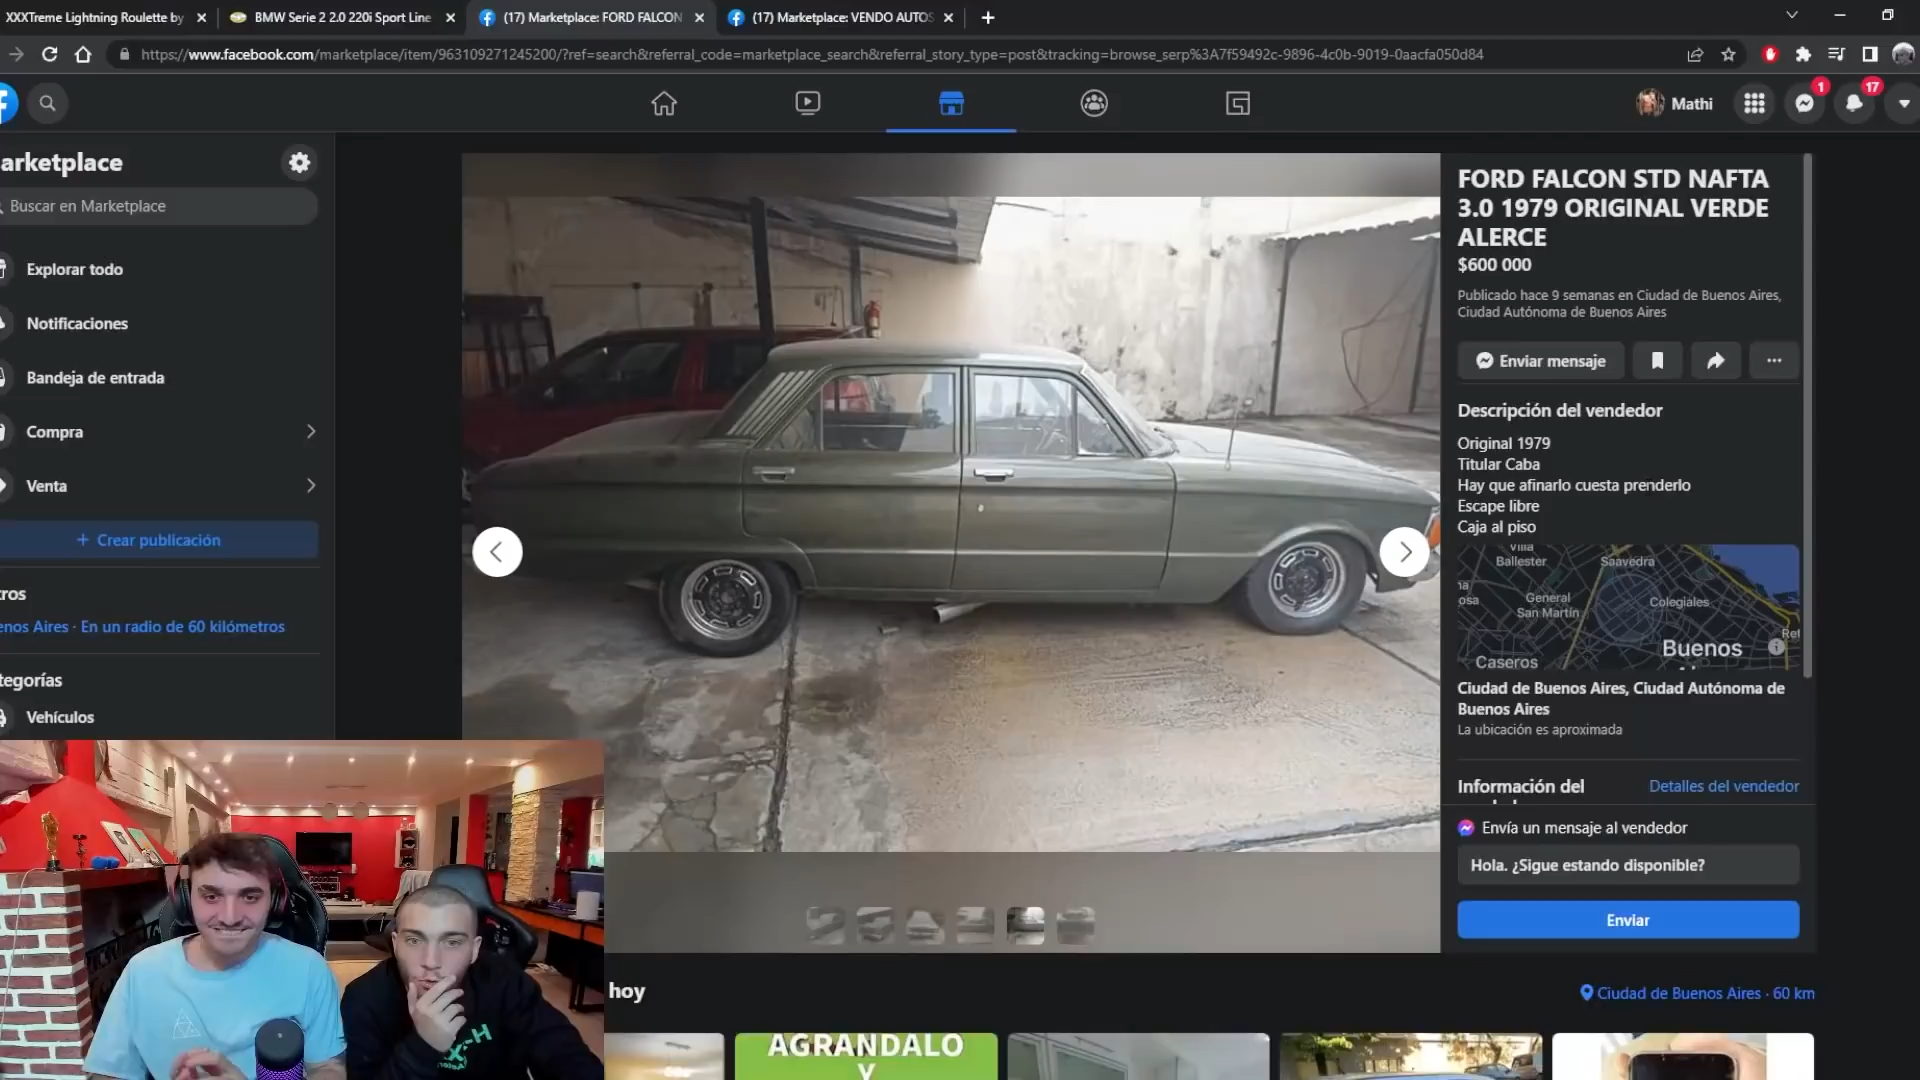 XXXTreme Lightning Roulette by
BMW Serie 2 2.0 220i Sport Line
(17) Marketplace: FORD FALCON
(17) Marketplace: VENDO AUTOS
https://www.facebook.com/marketplace/item/963109271245200/?ref=search&referral_code=marketplace_search&referral_story_type=post&tracking=browse_serp%3A7f59492c-9896-4c0b-9019-0aacfa050d84
Mathi
1
17
arketplace
Buscar en Marketplace
Explorar todo
Notificaciones
Bandeja de entrada
Compra
Venta
+ Crear publicación
ros
enos Aires · En un radio de 60 kilómetros
tegorías
Vehículos
FORD FALCON STD NAFTA
3.0 1979 ORIGINAL VERDE
ALERCE
$600 000
Publicado hace 9 semanas en Ciudad de Buenos Aires,
Ciudad Autónoma de Buenos Aires
Enviar mensaje
Descripción del vendedor
Original 1979
Titular Caba
Hay que afinarlo cuesta prenderlo
Escape libre
Caja al piso
Villa
Ballester
Saavedra
General
San Martín
Colegiales
Buenos
Caseros
Ciudad de Buenos Aires, Ciudad Autónoma de
Buenos Aires
La ubicación es aproximada
Información del
Detalles del vendedor
Envía un mensaje al vendedor
Hola. ¿Sigue estando disponible?
Enviar
hoy
Ciudad de Buenos Aires · 60 km
AGRANDALO
Y